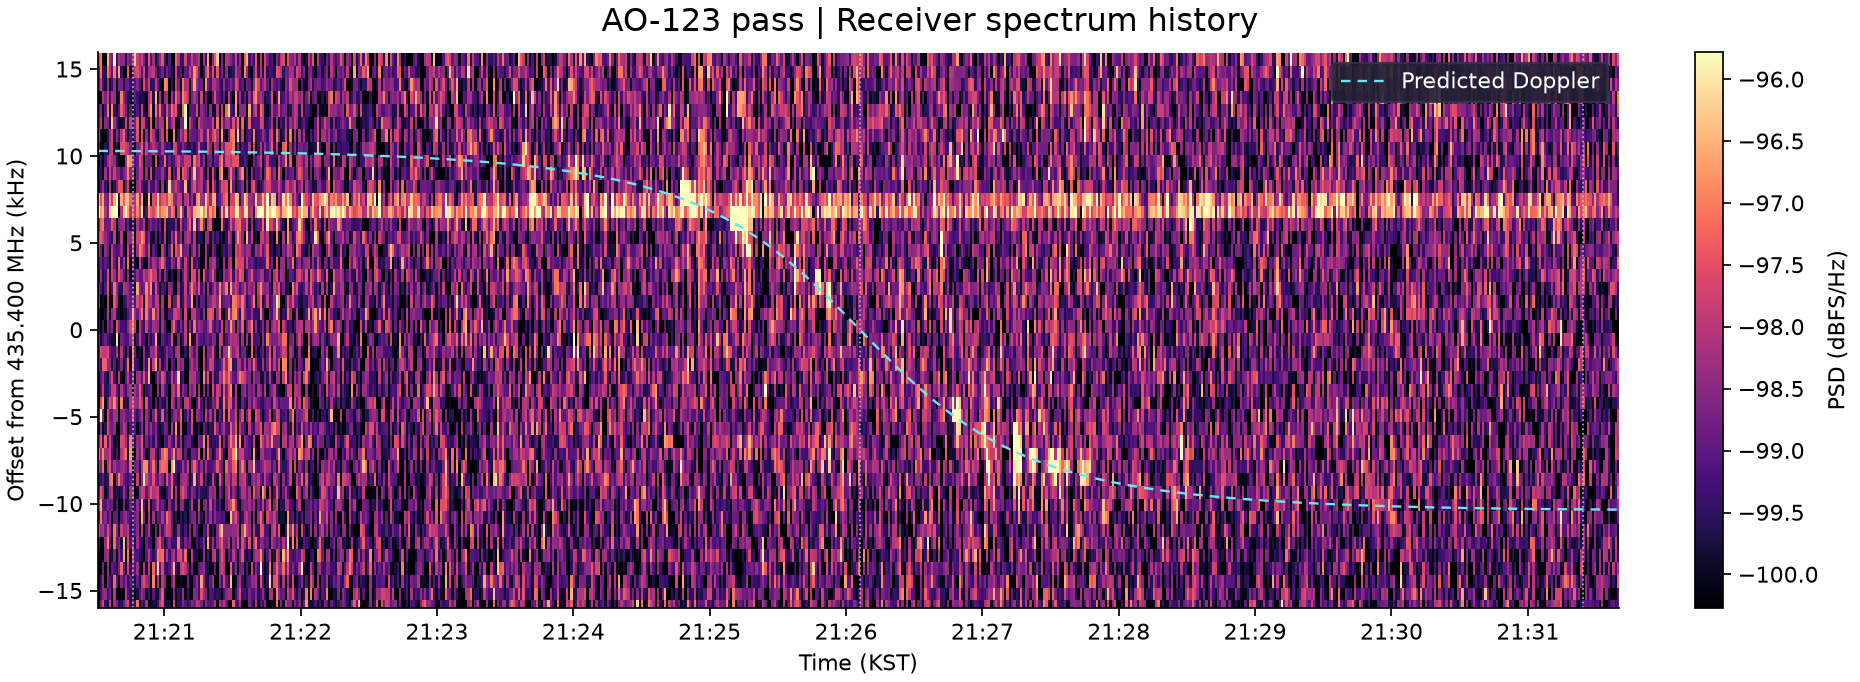 AO-123 pass | Receiver spectrum history
Predicted Doppler
Offset from 435.400 MHz (kHz)
15
10
5
0
−5
−10
−15
21:21 21:22 21:23 21:24 21:25 21:26 21:27 21:28 21:29 21:30 21:31
Time (KST)
−96.0
−96.5
−97.0
−97.5
−98.0
−98.5
−99.0
−99.5
−100.0
PSD (dBFS/Hz)